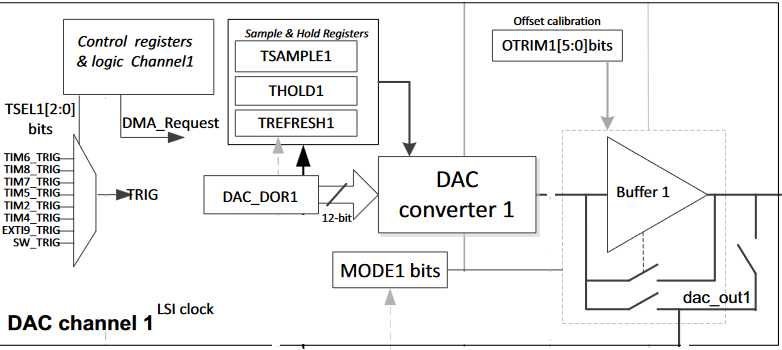 Offset calibration
OTRIM1[5:0]bits
Control registers
& logic Channel1
Sample & Hold Registers
TSAMPLE1
THOLD1
TREFRESH1
TSEL1[2:0]
bits
DMA_Request
TIM6_TRIG
TIM8_TRIG
TIM7_TRIG
TIM5_TRIG
TIM2_TRIG
TIM4_TRIG
EXTI9_TRIG
SW_TRIG
TRIG
DAC_DOR1
12-bit
DAC
converter 1
Buffer 1
MODE1 bits
dac_out1
LSI clock
DAC channel 1